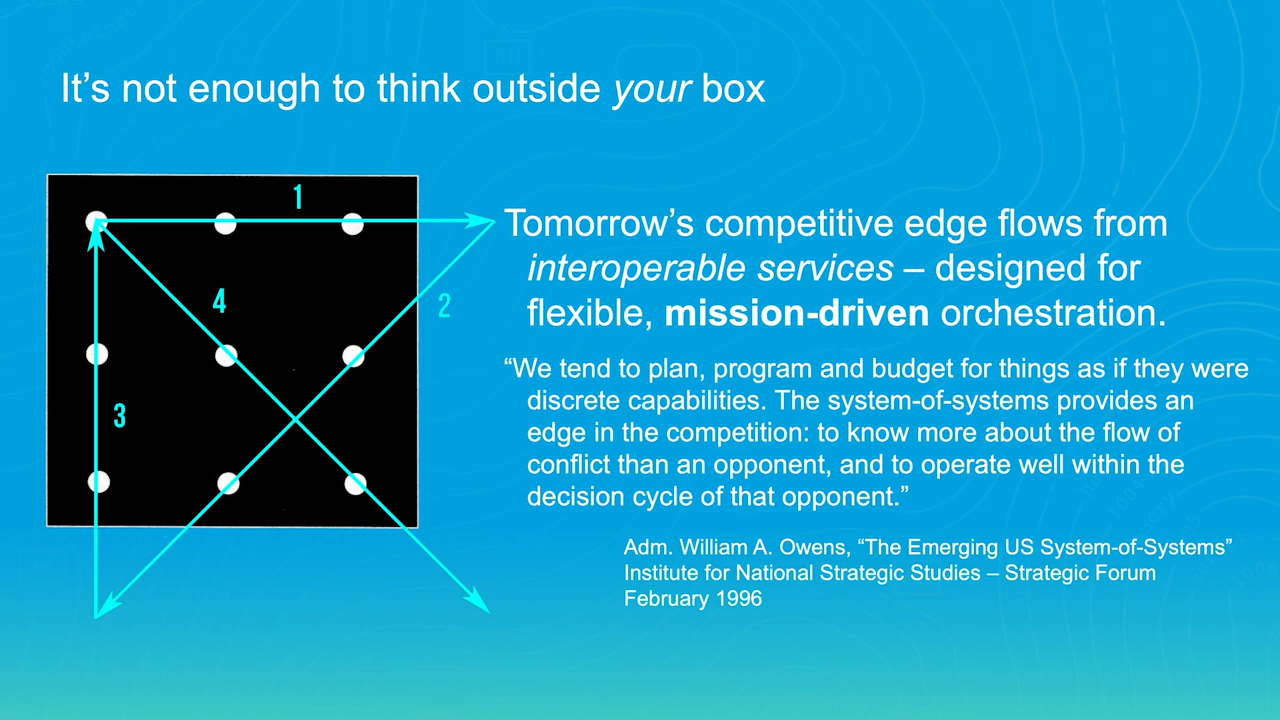 It’s not enough to think outside your box
1
4
2
3
Tomorrow’s competitive edge flows from
interoperable services – designed for
flexible, mission-driven orchestration.
“We tend to plan, program and budget for things as if they were
discrete capabilities. The system-of-systems provides an
edge in the competition: to know more about the flow of
conflict than an opponent, and to operate well within the
decision cycle of that opponent.”
Adm. William A. Owens, “The Emerging US System-of-Systems”
Institute for National Strategic Studies – Strategic Forum
February 1996